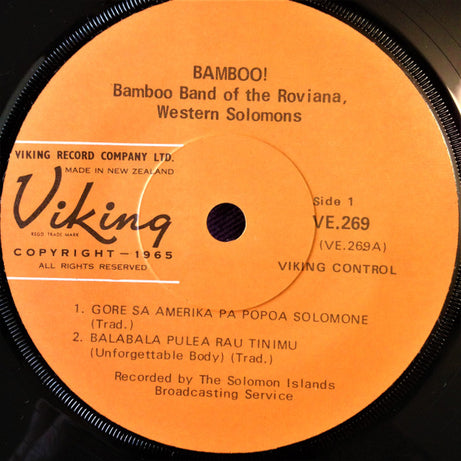 BAMBOO!
Bamboo Band of the Roviana,
Western Solomons
VIKING RECORD COMPANY LTD.
MADE IN NEW ZEALAND
Viking
REGD. TRADE MARK
COPYRIGHT — 1965
ALL RIGHTS RESERVED
Side 1
VE.269
(VE.269A)
VIKING CONTROL
1. GORE SA AMERIKA PA POPOA SOLOMONE
(Trad.)
2. BALABALA PULEA RAU TINIMU
(Unforgettable Body) (Trad.)
Recorded by The Solomon Islands
Broadcasting Service